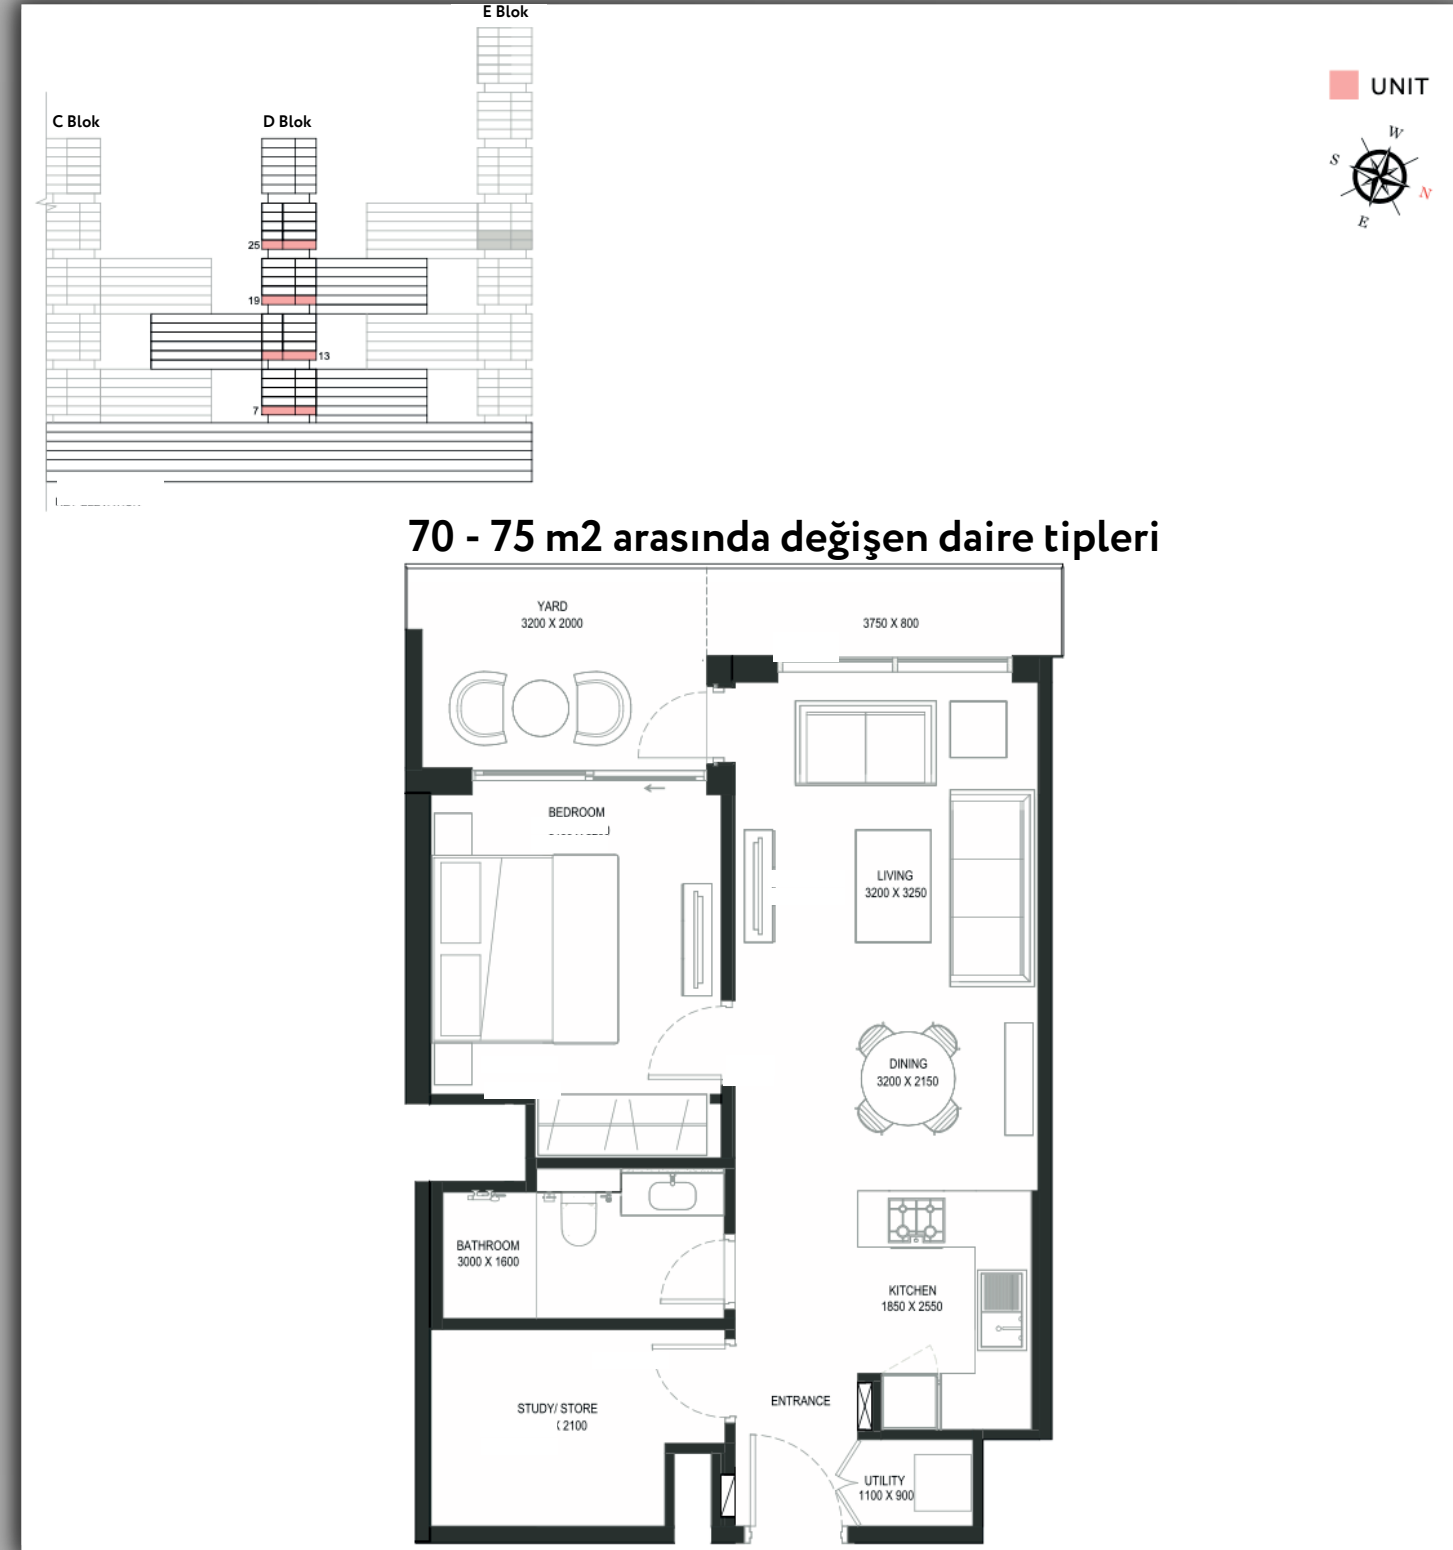 E Blok
UNIT
C Blok
D Blok
W
S
N
E
25
19
13
7
70 - 75 m2 arasında değişen daire tipleri
YARD
3200 X 2000
3750 X 800
BEDROOM
LIVING
3200 X 3250
DINING
3200 X 2150
BATHROOM
3000 X 1600
KITCHEN
1850 X 2550
ENTRANCE
STUDY/ STORE
2100
UTILITY
1100 X 900